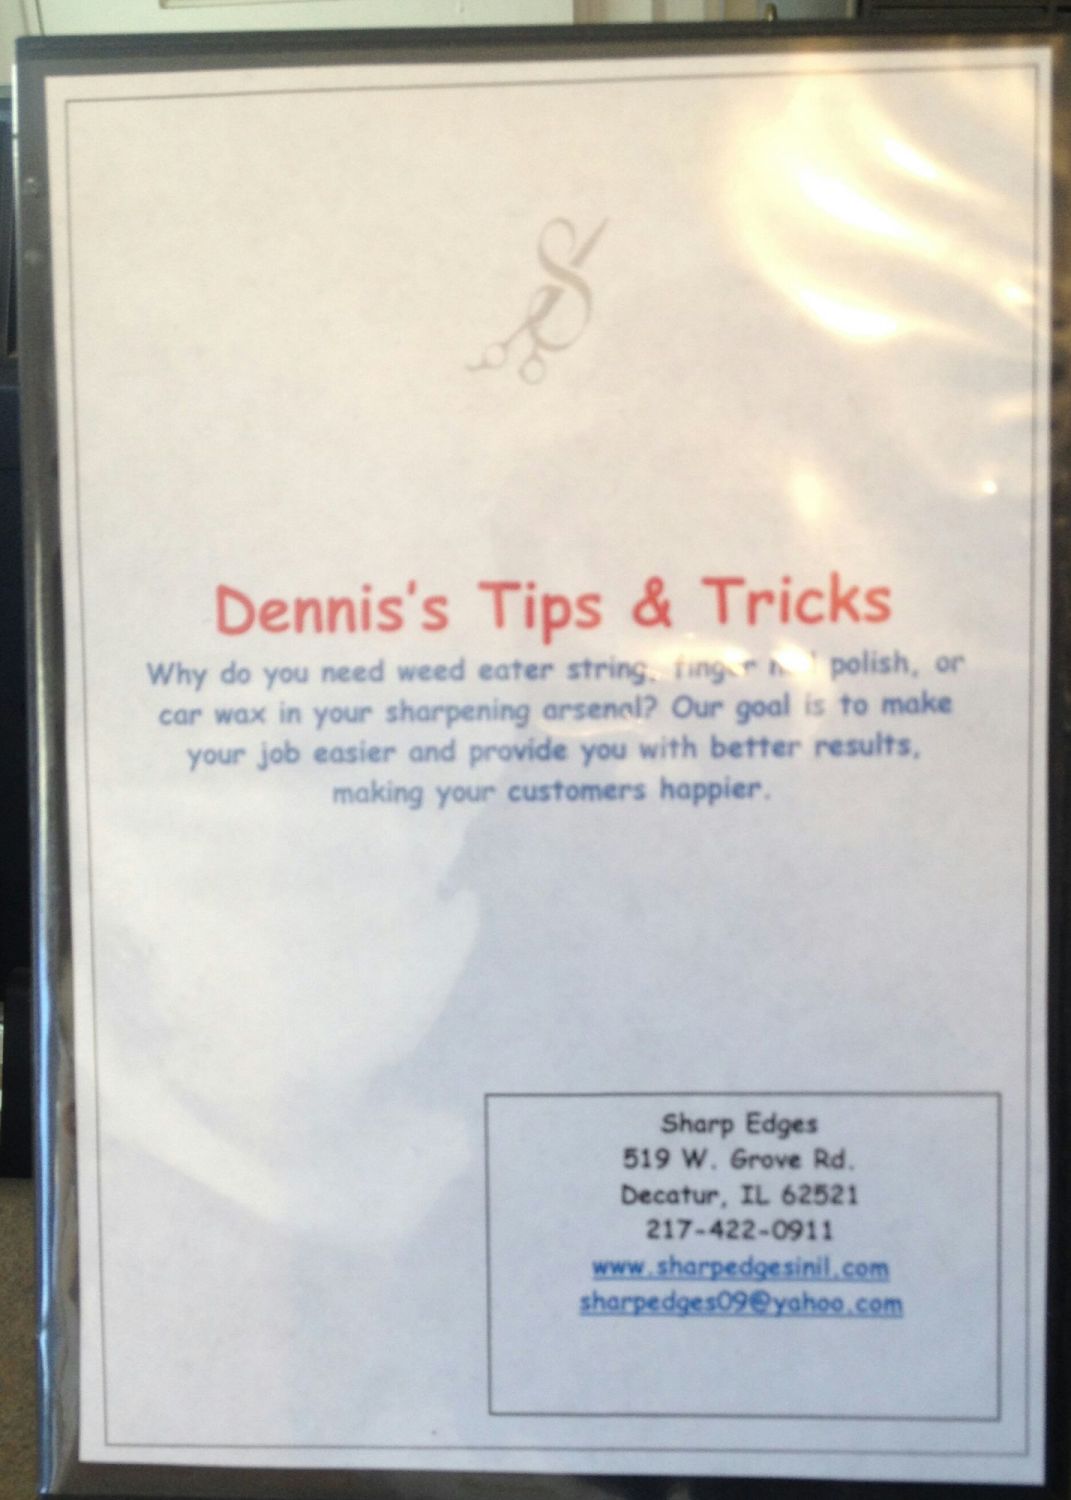 Dennis's Tips & Tricks
Why do you need weed eater string, finger polish, or
car wax in your sharpening arsenal? Our goal is to make
your job easier and provide you with better results,
making your customers happier.
Sharp Edges
519 W. Grove Rd.
Decatur, IL 62521
217-422-0911
www.sharpedgesinil.com
sharpedges09@yahoo.com